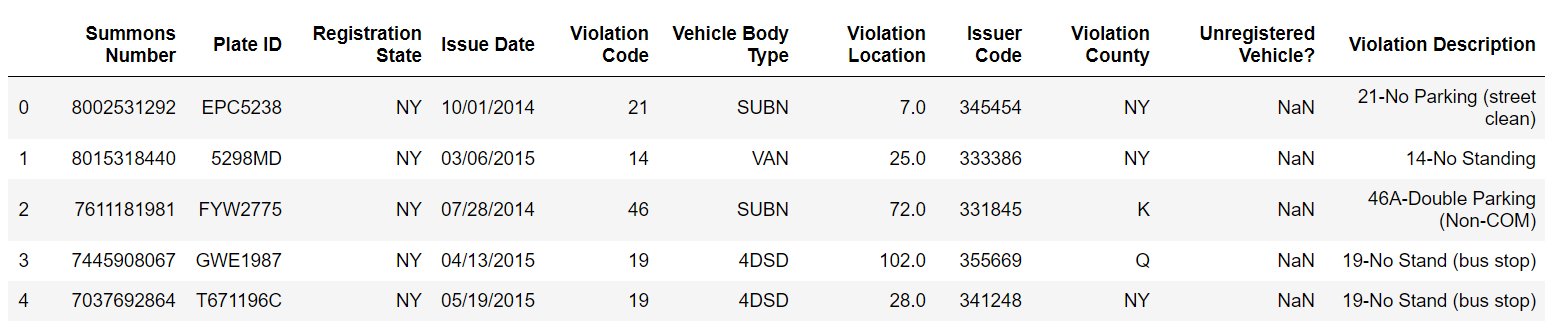 Summons Number Plate ID Registration State Issue Date Violation Code Vehicle Body Type Violation Location Issuer Code Violation County Unregistered Vehicle? Violation Description
0 8002531292 EPC5238 NY 10/01/2014 21 SUBN 7.0 345454 NY NaN 21-No Parking (street clean)
1 8015318440 5298MD NY 03/06/2015 14 VAN 25.0 333386 NY NaN 14-No Standing
2 7611181981 FYW2775 NY 07/28/2014 46 SUBN 72.0 331845 K NaN 46A-Double Parking (Non-COM)
3 7445908067 GWE1987 NY 04/13/2015 19 4DSD 102.0 355669 Q NaN 19-No Stand (bus stop)
4 7037692864 T671196C NY 05/19/2015 19 4DSD 28.0 341248 NY NaN 19-No Stand (bus stop)